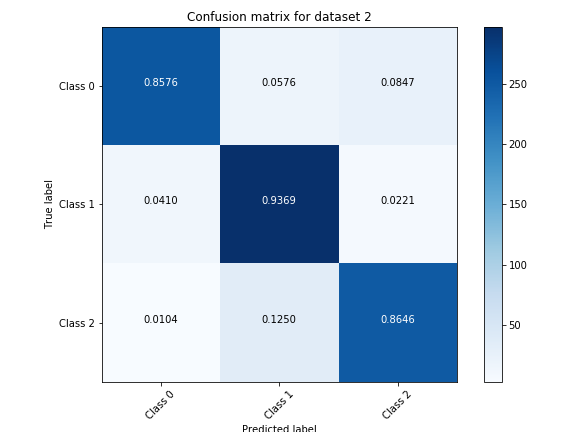 Confusion matrix for dataset 2
True label
Class 0
0.8576 0.0576 0.0847
Class 1
0.0410 0.9369 0.0221
Class 2
0.0104 0.1250 0.8646
Class 0 Class 1 Class 2
Predicted label
250
200
150
100
50